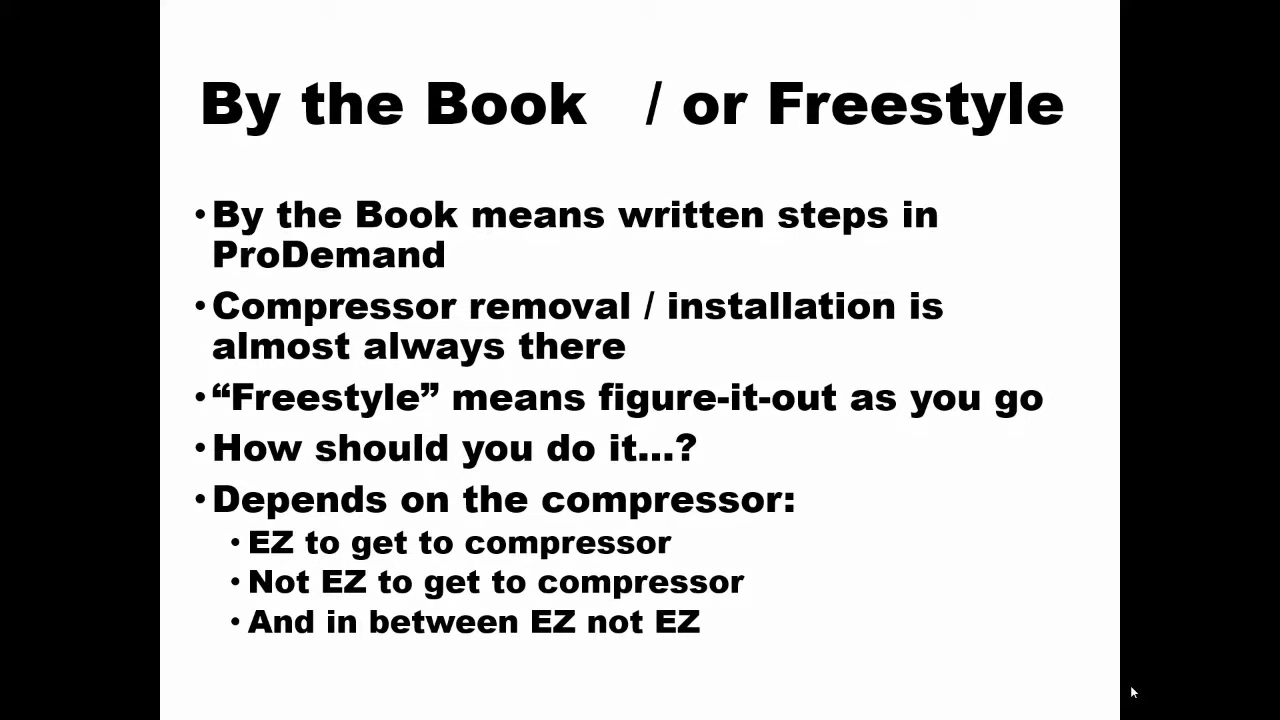 By the Book / or Freestyle
• By the Book means written steps in
ProDemand
• Compressor removal / installation is
almost always there
• “Freestyle” means figure-it-out as you go
• How should you do it...?
• Depends on the compressor:
• EZ to get to compressor
• Not EZ to get to compressor
• And in between EZ not EZ